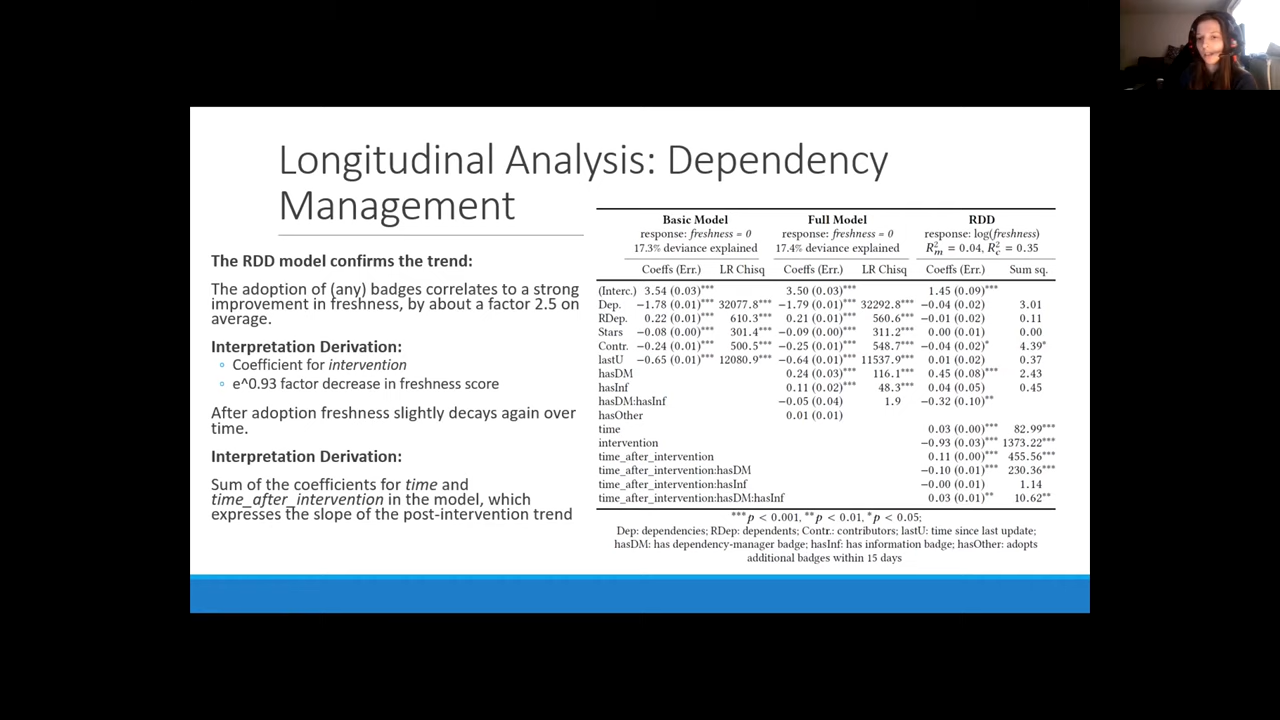 Longitudinal Analysis: Dependency
Management
The RDD model confirms the trend:
The adoption of (any) badges correlates to a strong
improvement in freshness, by about a factor 2.5 on
average.
Interpretation Derivation:
◦ Coefficient for intervention
◦ e^0.93 factor decrease in freshness score
After adoption freshness slightly decays again over
time.
Interpretation Derivation:
Sum of the coefficients for time and
time_after_intervention in the model, which
expresses the slope of the post-intervention trend
Basic Model Full Model RDD
response: freshness = 0 response: freshness = 0 response: log(freshness)
17.3% deviance explained 17.4% deviance explained R²m = 0.04, R²c = 0.35
Coeffs (Err.) LR Chisq Coeffs (Err.) LR Chisq Coeffs (Err.) Sum sq.
(Interc.) 3.54 (0.03)*** 3.50 (0.03)*** 1.45 (0.09)***
Dep. −1.78 (0.01)*** 32077.8*** −1.79 (0.01)*** 32292.8*** −0.04 (0.02) 3.01
RDep. 0.22 (0.01)*** 610.3*** 0.21 (0.01)*** 560.6*** −0.01 (0.02) 0.11
Stars −0.08 (0.00)*** 301.4*** −0.09 (0.00)*** 311.2*** 0.00 (0.01) 0.00
Contr. −0.24 (0.01)*** 500.5*** −0.25 (0.01)*** 548.7*** −0.04 (0.02)* 4.39*
lastU −0.65 (0.01)*** 12080.9*** −0.64 (0.01)*** 11537.9*** 0.01 (0.02) 0.37
hasDM 0.24 (0.03)*** 116.1*** 0.45 (0.08)*** 2.43
hasInf 0.11 (0.02)*** 48.3*** 0.04 (0.05) 0.45
hasDM:hasInf −0.05 (0.04) 1.9 −0.32 (0.10)**
hasOther 0.01 (0.01)
time 0.03 (0.00)*** 82.99***
intervention −0.93 (0.03)*** 1373.22***
time_after_intervention 0.11 (0.00)*** 455.56***
time_after_intervention:hasDM −0.10 (0.01)*** 230.36***
time_after_intervention:hasInf −0.00 (0.01) 1.14
time_after_intervention:hasDM:hasInf 0.03 (0.01)** 10.62**
***p < 0.001, **p < 0.01, *p < 0.05;
Dep: dependencies; RDep: dependents; Contr.: contributors; lastU: time since last update;
hasDM: has dependency-manager badge; hasInf: has information badge; hasOther: adopts
additional badges within 15 days